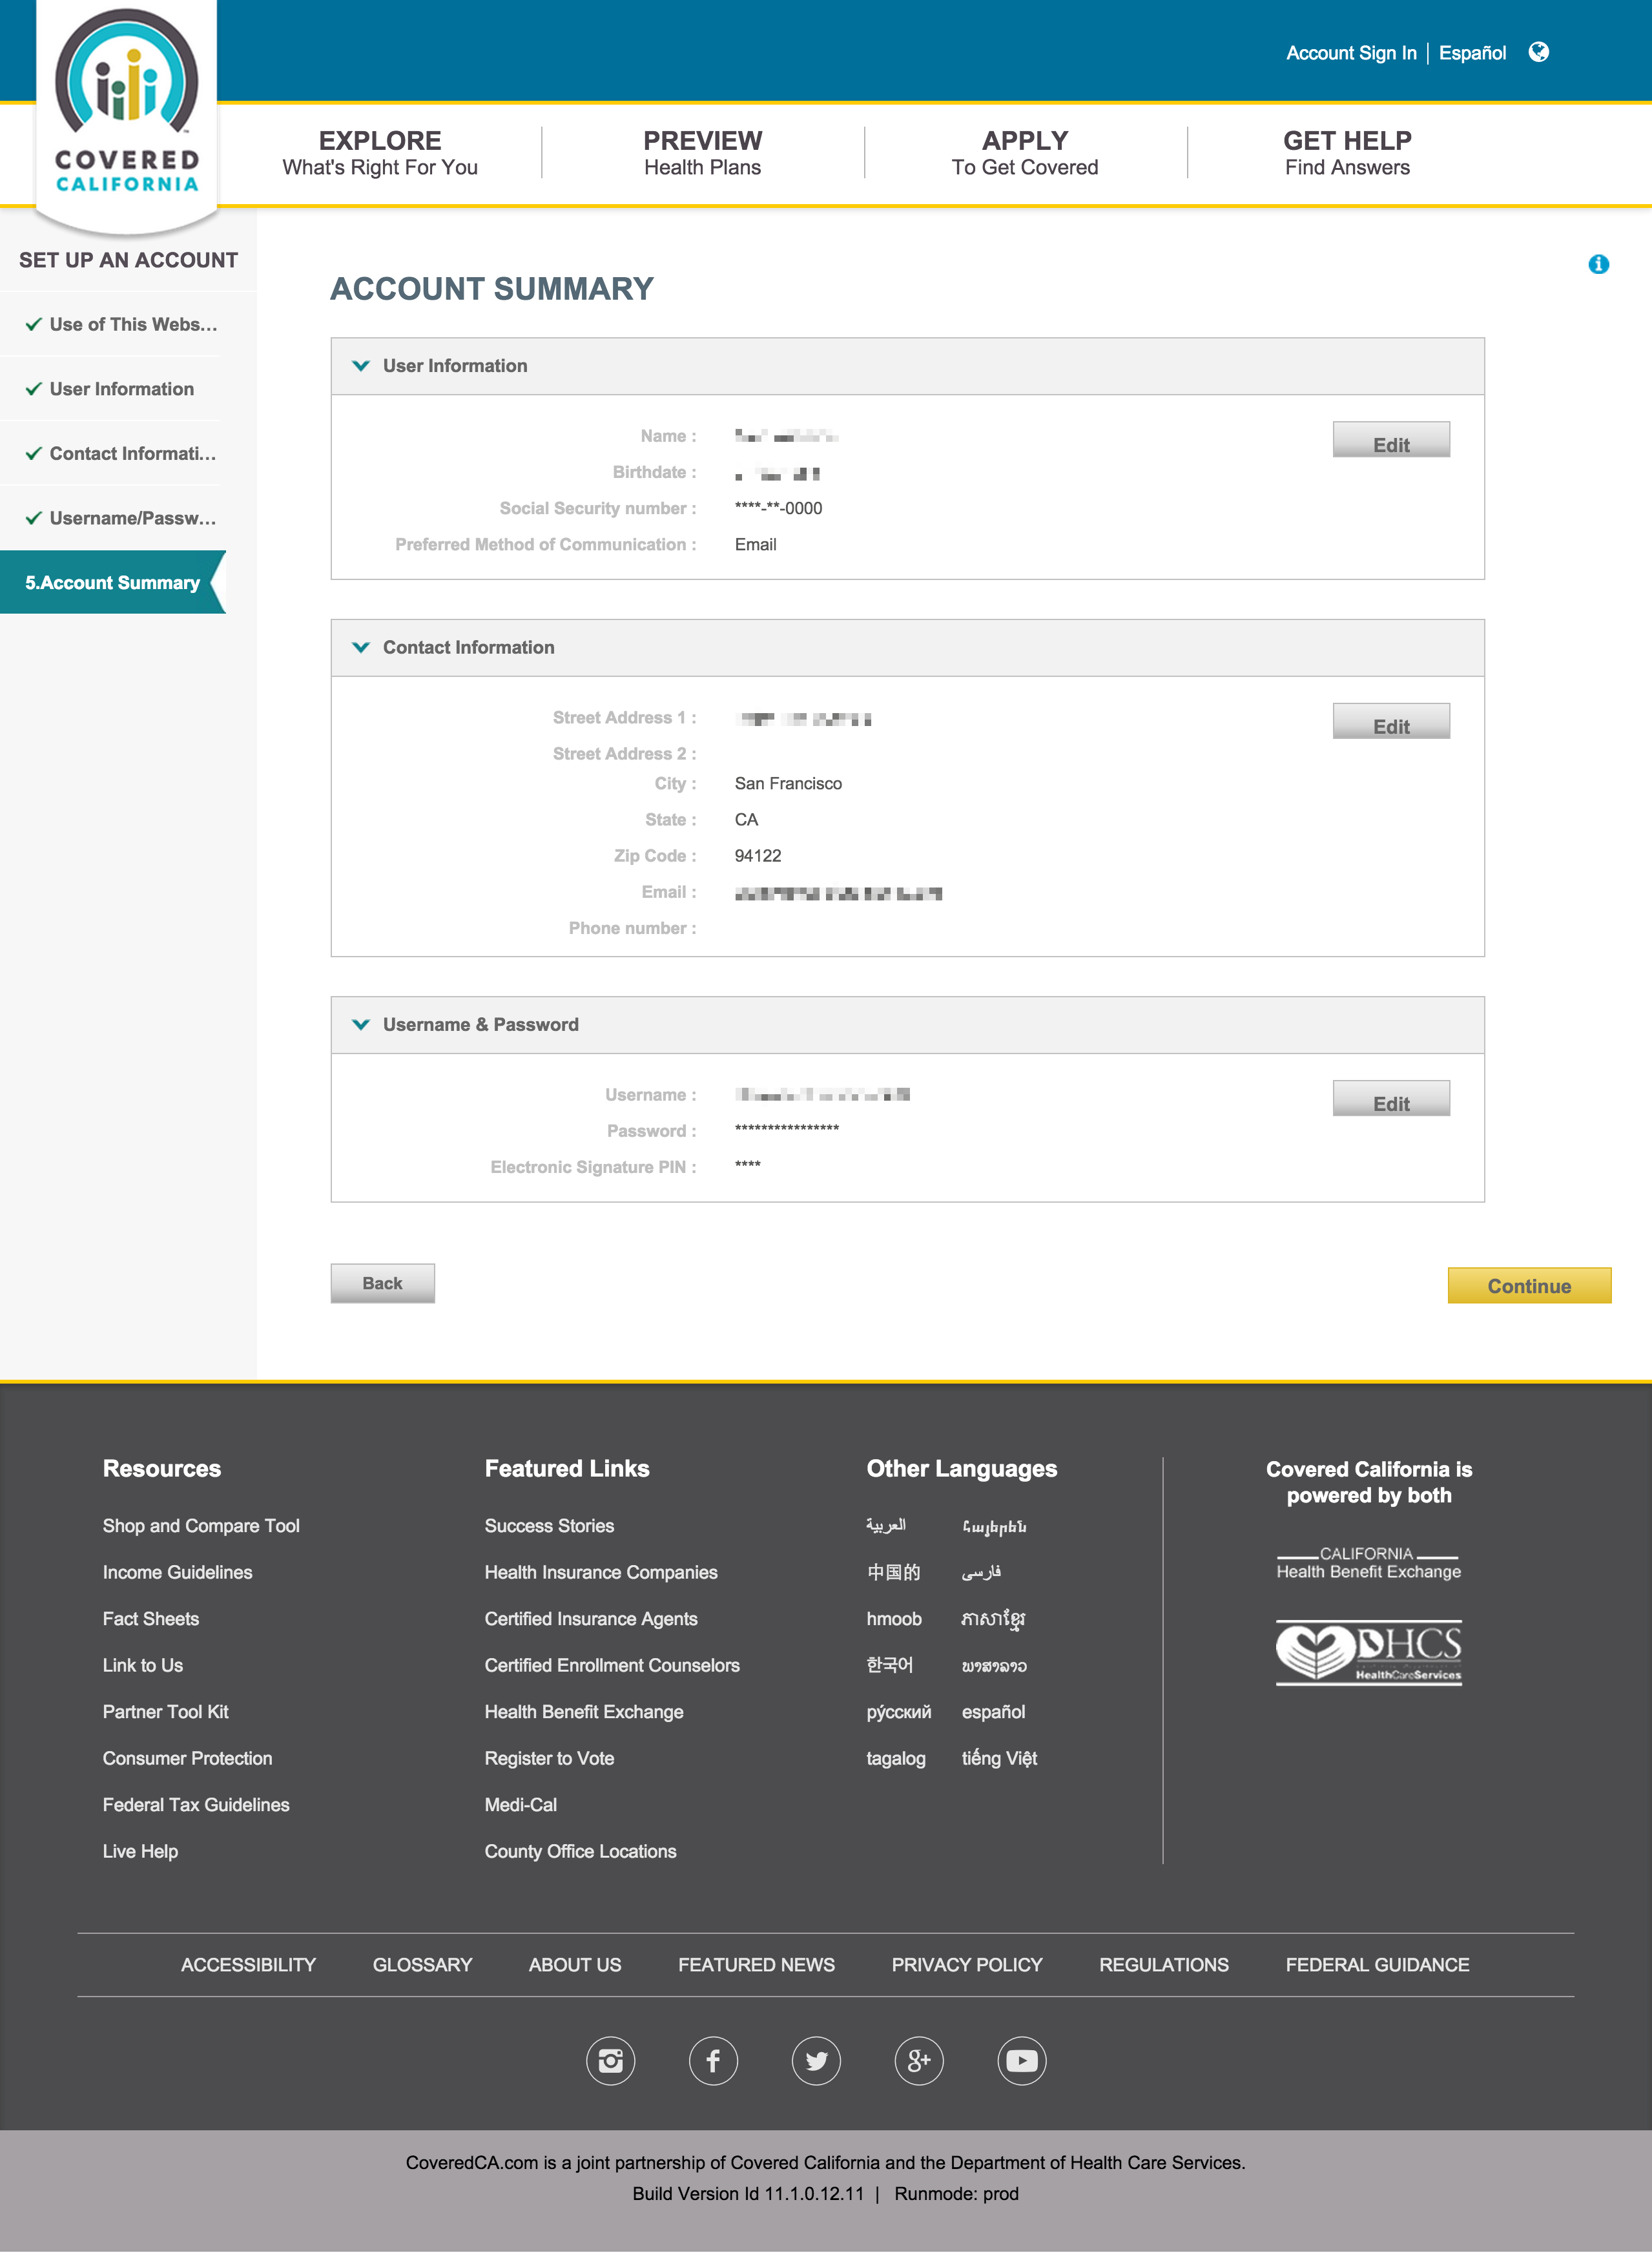 Account Sign In | Español
COVERED
CALIFORNIA
EXPLORE
What's Right For You
PREVIEW
Health Plans
APPLY
To Get Covered
GET HELP
Find Answers
SET UP AN ACCOUNT
Use of This Webs...
User Information
Contact Informati...
Username/Passw...
5.Account Summary
ACCOUNT SUMMARY
User Information
Name :
Birthdate :
Social Security number : ****-**-0000
Preferred Method of Communication : Email
Edit
Contact Information
Street Address 1 :
Street Address 2 :
City : San Francisco
State : CA
Zip Code : 94122
Email :
Phone number :
Edit
Username & Password
Username :
Password : ****************
Electronic Signature PIN : ****
Edit
Back
Continue
Resources
Shop and Compare Tool
Income Guidelines
Fact Sheets
Link to Us
Partner Tool Kit
Consumer Protection
Federal Tax Guidelines
Live Help
Featured Links
Success Stories
Health Insurance Companies
Certified Insurance Agents
Certified Enrollment Counselors
Health Benefit Exchange
Register to Vote
Medi-Cal
County Office Locations
Other Languages
العربية Հայերեն
中国的 فارسی
hmoob ភាសាខ្មែរ
한국어 ພາສາລາວ
ру́сский español
tagalog tiếng Việt
Covered California is
powered by both
CALIFORNIA
Health Benefit Exchange
DHCS
HealthCareServices
ACCESSIBILITY GLOSSARY ABOUT US FEATURED NEWS PRIVACY POLICY REGULATIONS FEDERAL GUIDANCE
CoveredCA.com is a joint partnership of Covered California and the Department of Health Care Services.
Build Version Id 11.1.0.12.11 | Runmode: prod